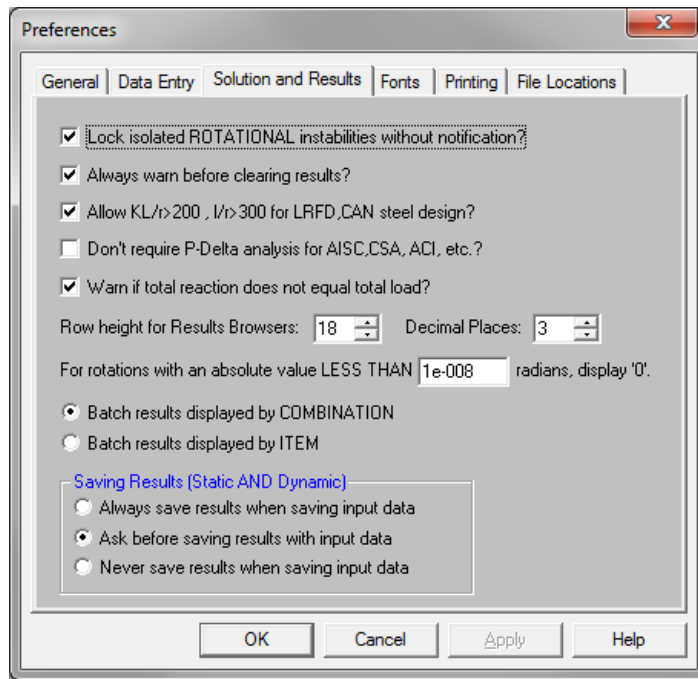 Preferences
General Data Entry Solution and Results Fonts Printing File Locations
Lock isolated ROTATIONAL instabilities without notification?
Always warn before clearing results?
Allow KL/r>200 , l/r>300 for LRFD,CAN steel design?
Don't require P-Delta analysis for AISC,CSA, ACI, etc.?
Warn if total reaction does not equal total load?
Row height for Results Browsers: 18 Decimal Places: 3
For rotations with an absolute value LESS THAN 1e-008 radians, display '0'.
Batch results displayed by COMBINATION
Batch results displayed by ITEM
Saving Results (Static AND Dynamic)
Always save results when saving input data
Ask before saving results with input data
Never save results when saving input data
OK Cancel Apply Help